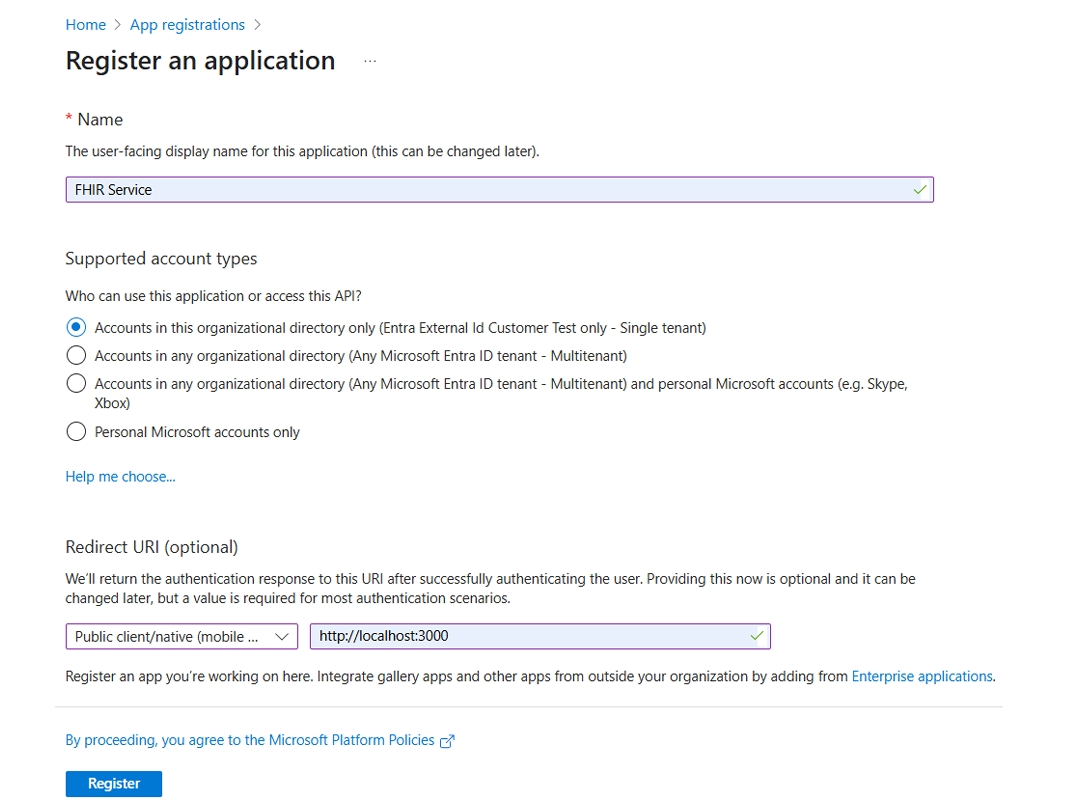 Home > App registrations >
Register an application ...
* Name
The user-facing display name for this application (this can be changed later).
FHIR Service
Supported account types
Who can use this application or access this API?
Accounts in this organizational directory only (Entra External Id Customer Test only - Single tenant)
Accounts in any organizational directory (Any Microsoft Entra ID tenant - Multitenant)
Accounts in any organizational directory (Any Microsoft Entra ID tenant - Multitenant) and personal Microsoft accounts (e.g. Skype,
Xbox)
Personal Microsoft accounts only
Help me choose...
Redirect URI (optional)
We'll return the authentication response to this URI after successfully authenticating the user. Providing this now is optional and it can be
changed later, but a value is required for most authentication scenarios.
Public client/native (mobile ... http://localhost:3000
Register an app you're working on here. Integrate gallery apps and other apps from outside your organization by adding from Enterprise applications.
By proceeding, you agree to the Microsoft Platform Policies
Register